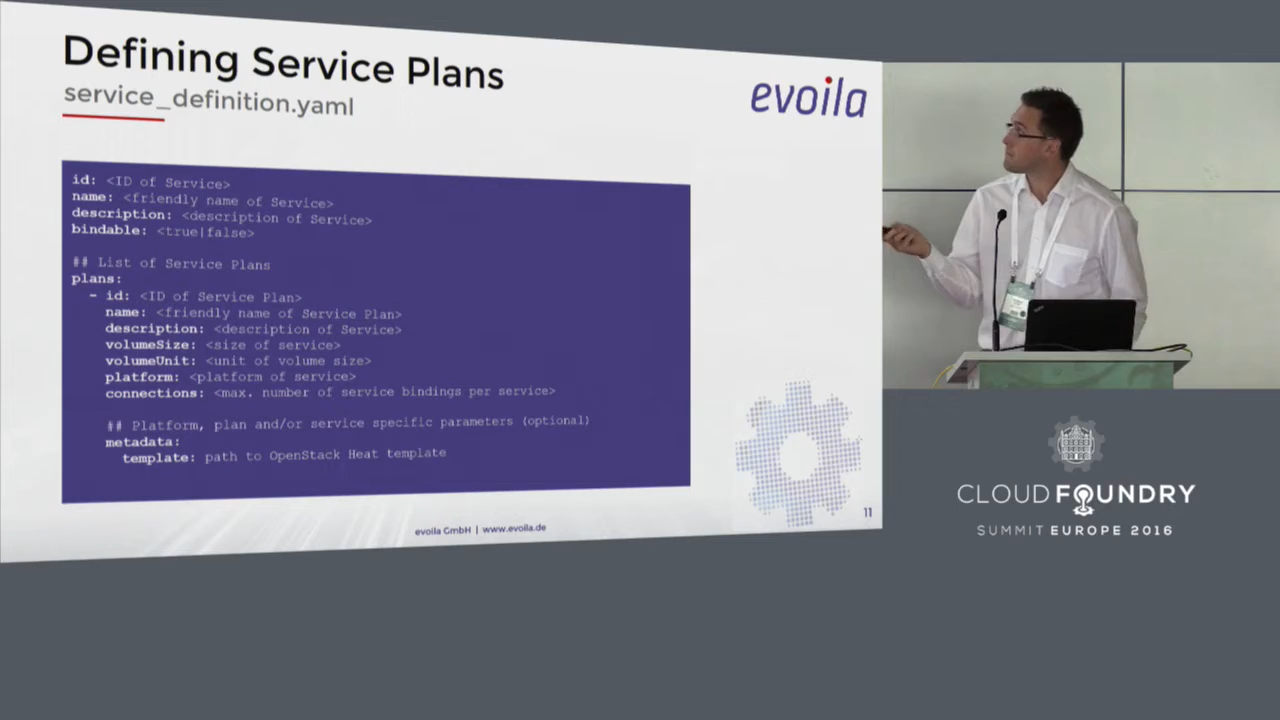 Defining Service Plans
service_definition.yaml
evoila
id: <ID of Service>
name: <friendly name of Service>
description: <description of Service>
bindable: <true|false>
## List of Service Plans
plans:
- id: <ID of Service Plan>
name: <friendly name of Service Plan>
description: <description of Service>
volumeSize: <size of service>
volumeUnit: <unit of volume size>
platform: <platform of service>
connections: <max. number of service bindings per service>
## Platform, plan and/or service specific parameters (optional)
metadata:
template: path to OpenStack Heat template
evoila GmbH | www.evoila.de
11
CLOUD FOUNDRY
SUMMIT EUROPE 2016